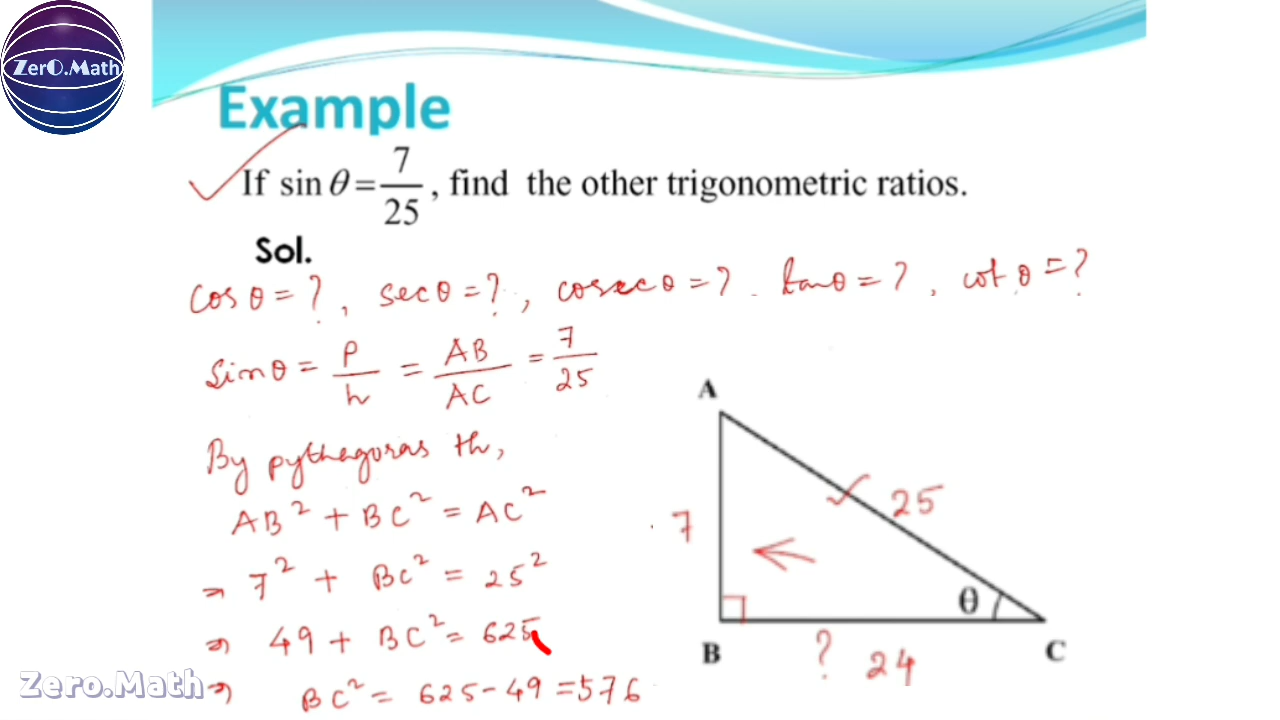 ZerO.Math
Example
If sin θ = 7/25, find the other trigonometric ratios.
Sol.
cos θ = ?, sec θ = ?, cosec θ = ?. tan θ = ?, cot θ = ?
Sin θ = P/h = AB/AC = 7/25
By pythagoras th,
AB² + BC² = AC²
⇒ 7² + BC² = 25²
⇒ 49 + BC² = 625
⇒ BC² = 625 - 49 = 576
A
25
7
θ
B
C
? 24
Zero.Math